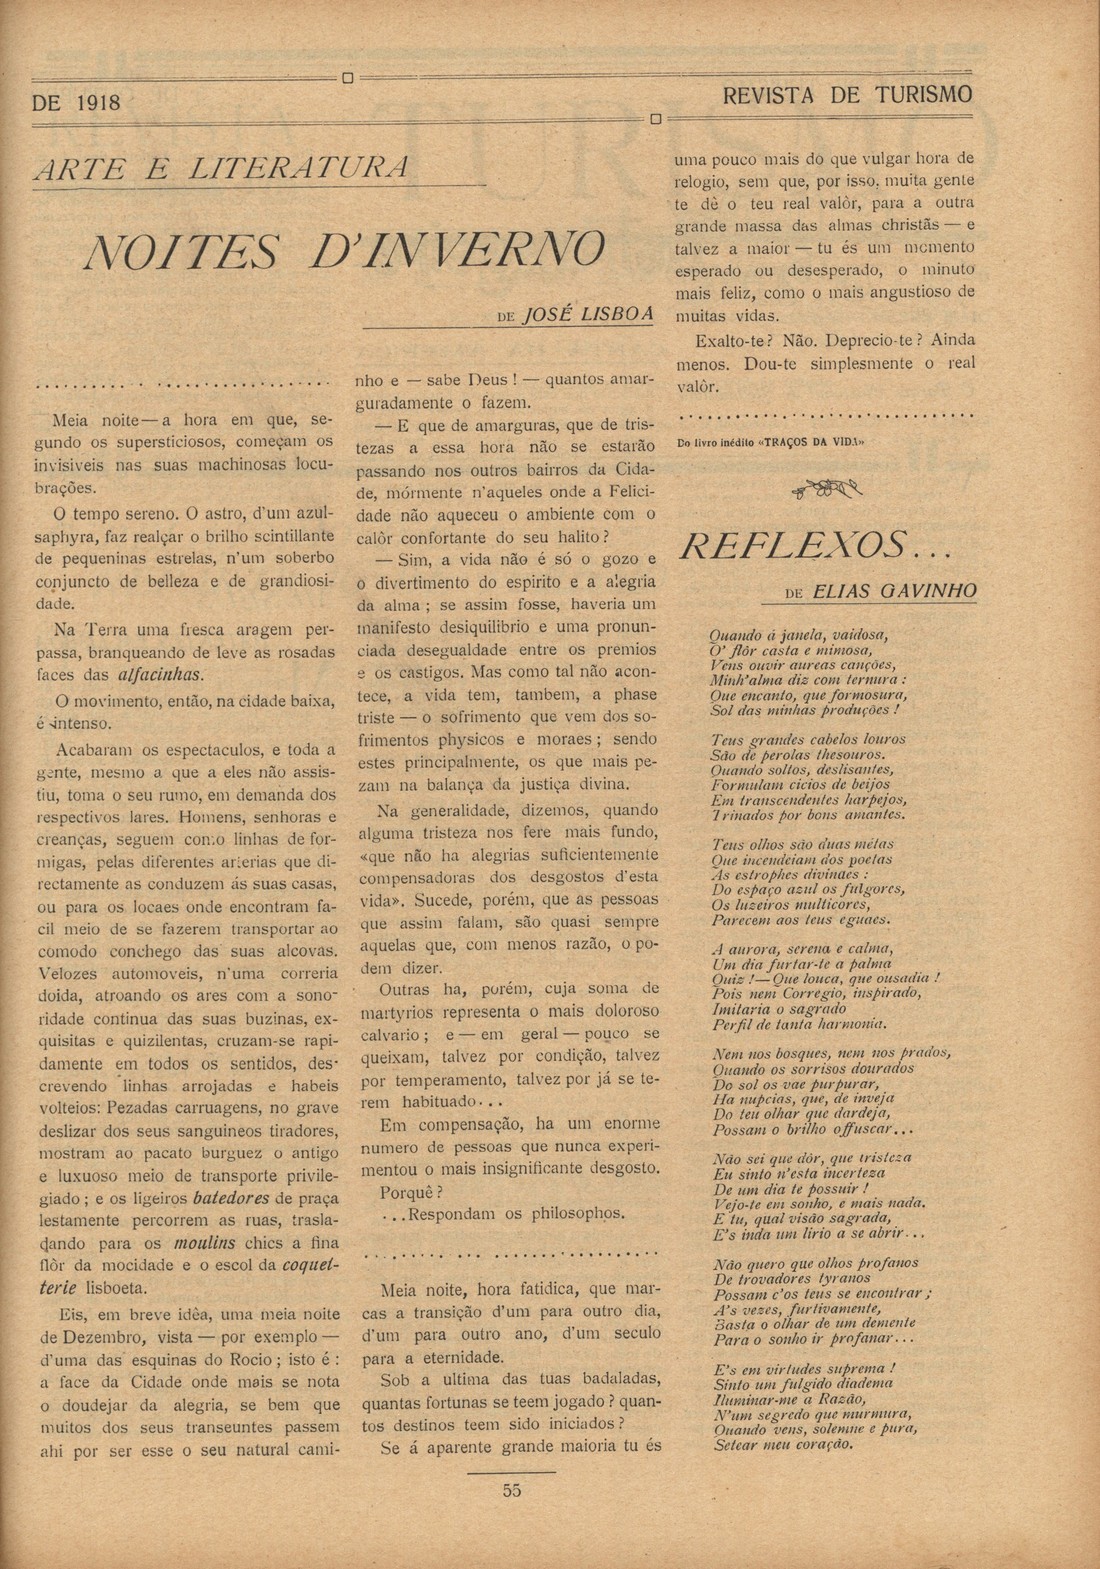 DE 1918
REVISTA DE TURISMO
ARTE E LITERATURA
NOITES D'INVERNO
DE JOSÉ LISBOA
Meia noite — a hora em que, se-
gundo os supersticiosos, começam os
invisiveis nas suas machinosas locu-
brações.
O tempo sereno. O astro, d'um azul-
saphyra, faz realçar o brilho scintillante
de pequeninas estrelas, n'um soberbo
conjuncto de belleza e de grandiosi-
dade.
Na Terra uma fresca aragem per-
passa, branqueando de leve as rosadas
faces das alfacinhas.
O movimento, então, na cidade baixa,
é intenso.
Acabaram os espectaculos, e toda a
gente, mesmo a que a eles não assis-
tiu, toma o seu rumo, em demanda dos
respectivos lares. Homens, senhoras e
creanças, seguem como linhas de for-
migas, pelas diferentes arterias que di-
rectamente as conduzem ás suas casas,
ou para os locaes onde encontram fa-
cil meio de se fazerem transportar ao
comodo conchego das suas alcovas.
Velozes automoveis, n'uma correria
doida, atroando os ares com a sono-
ridade continua das suas buzinas, ex-
quisitas e quizilentas, cruzam-se rapi-
damente em todos os sentidos, des-
crevendo linhas arrojadas e habeis
volteios: Pezadas carruagens, no grave
deslizar dos seus sanguineos tiradores,
mostram ao pacato burguez o antigo
e luxuoso meio de transporte privile-
giado ; e os ligeiros batedores de praça
lestamente percorrem as ruas, trasla-
dando para os moulins chics a fina
flôr da mocidade e o escol da coquet-
terie lisboeta.
Eis, em breve idêa, uma meia noite
de Dezembro, vista — por exemplo —
d'uma das esquinas do Rocio ; isto é :
a face da Cidade onde mais se nota
o doudejar da alegria, se bem que
muitos dos seus transeuntes passem
ahi por ser esse o seu natural cami-
nho e — sabe Deus ! — quantos amar-
guradamente o fazem.
— E que de amarguras, que de tris-
tezas a essa hora não se estarão
passando nos outros bairros da Cida-
de, mórmente n'aqueles onde a Felici-
dade não aqueceu o ambiente com o
calôr confortante do seu halito ?
— Sim, a vida não é só o gozo e
o divertimento do espirito e a alegria
da alma ; se assim fosse, haveria um
manifesto desiquilibrio e uma pronun-
ciada desegualdade entre os premios
e os castigos. Mas como tal não acon-
tece, a vida tem, tambem, a phase
triste — o sofrimento que vem dos so-
frimentos physicos e moraes ; sendo
estes principalmente, os que mais pe-
zam na balança da justiça divina.
Na generalidade, dizemos, quando
alguma tristeza nos fere mais fundo,
«que não ha alegrias suficientemente
compensadoras dos desgostos d'esta
vida». Sucede, porém, que as pessoas
que assim falam, são quasi sempre
aquelas que, com menos razão, o po-
dem dizer.
Outras ha, porém, cuja soma de
martyrios representa o mais doloroso
calvario ; e — em geral — pouco se
queixam, talvez por condição, talvez
por temperamento, talvez por já se te-
rem habituado...
Em compensação, ha um enorme
numero de pessoas que nunca experi-
mentou o mais insignificante desgosto.
Porquê ?
...Respondam os philosophos.
Meia noite, hora fatidica, que mar-
cas a transição d'um para outro dia,
d'um para outro ano, d'um seculo
para a eternidade.
Sob a ultima das tuas badaladas,
quantas fortunas se teem jogado ? quan-
tos destinos teem sido iniciados ?
Se á aparente grande maioria tu és
uma pouco mais do que vulgar hora de
relogio, sem que, por isso, muita gente
te dê o teu real valôr, para a outra
grande massa das almas christãs — e
talvez a maior — tu és um momento
esperado ou desesperado, o minuto
mais feliz, como o mais angustioso de
muitas vidas.
Exalto-te ? Não. Deprecio-te ? Ainda
menos. Dou-te simplesmente o real
valôr.
Do livro inédito «TRAÇOS DA VIDA»
REFLEXOS...
DE ELIAS GAVINHO
Quando á janela, vaidosa,
O' flôr casta e mimosa,
Vens ouvir aureas canções,
Minh'alma diz com ternura :
Que encanto, que formosura,
Sol das minhas produções !
Teus grandes cabelos louros
São de perolas thesouros.
Quando soltos, deslisantes,
Formulam cicios de beijos
Em transcendentes harpejos,
Trinados por bons amantes.
Teus olhos são duas métas
Que incendeiam dos poetas
As estrophes divinaes :
Do espaço azul os fulgores,
Os luzeiros multicores,
Parecem aos teus eguaes.
A aurora, serena e calma,
Um dia furtar-te a palma
Quiz ! — Que louca, que ousadia !
Pois nem Corregio, inspirado,
Imitaria o sagrado
Perfil de tanta harmonia.
Nem nos bosques, nem nos prados,
Quando os sorrisos dourados
Do sol os vae purpurar,
Ha nupcias, que, de inveja
Do teu olhar que dardeja,
Possam o brilho offuscar...
Não sei que dôr, que tristeza
Eu sinto n'esta incerteza
De um dia te possuir !
Vejo-te em sonho, e mais nada.
E tu, qual visão sagrada,
E's inda um lirio a se abrir...
Não quero que olhos profanos
De trovadores tyranos
Possam c'os teus se encontrar ;
A's vezes, furtivamente,
Basta o olhar de um demente
Para o sonho ir profanar...
E's em virtudes suprema !
Sinto um fulgido diadema
Iluminar-me a Razão,
N'um segredo que murmura,
Quando vens, solemne e pura,
Setear meu coração.
55